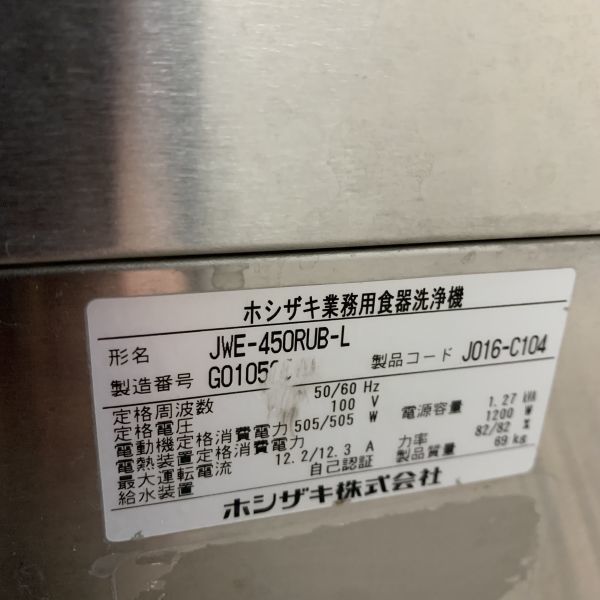 ホシザキ業務用食器洗浄機
形名 JWE-450RUB-L
製造番号 G0105 製品コード J016-C104
定格周波数 50/60 Hz
定格電圧 100 V 電源容量 1.27 kVA
電動機定格消費電力 505/505 W 1200 W
電熱装置定格消費電力 力率 82/82 %
最大運転電流 12.2/12.3 A 製品質量 69 kg
給水装置 自己認証
ホシザキ株式会社